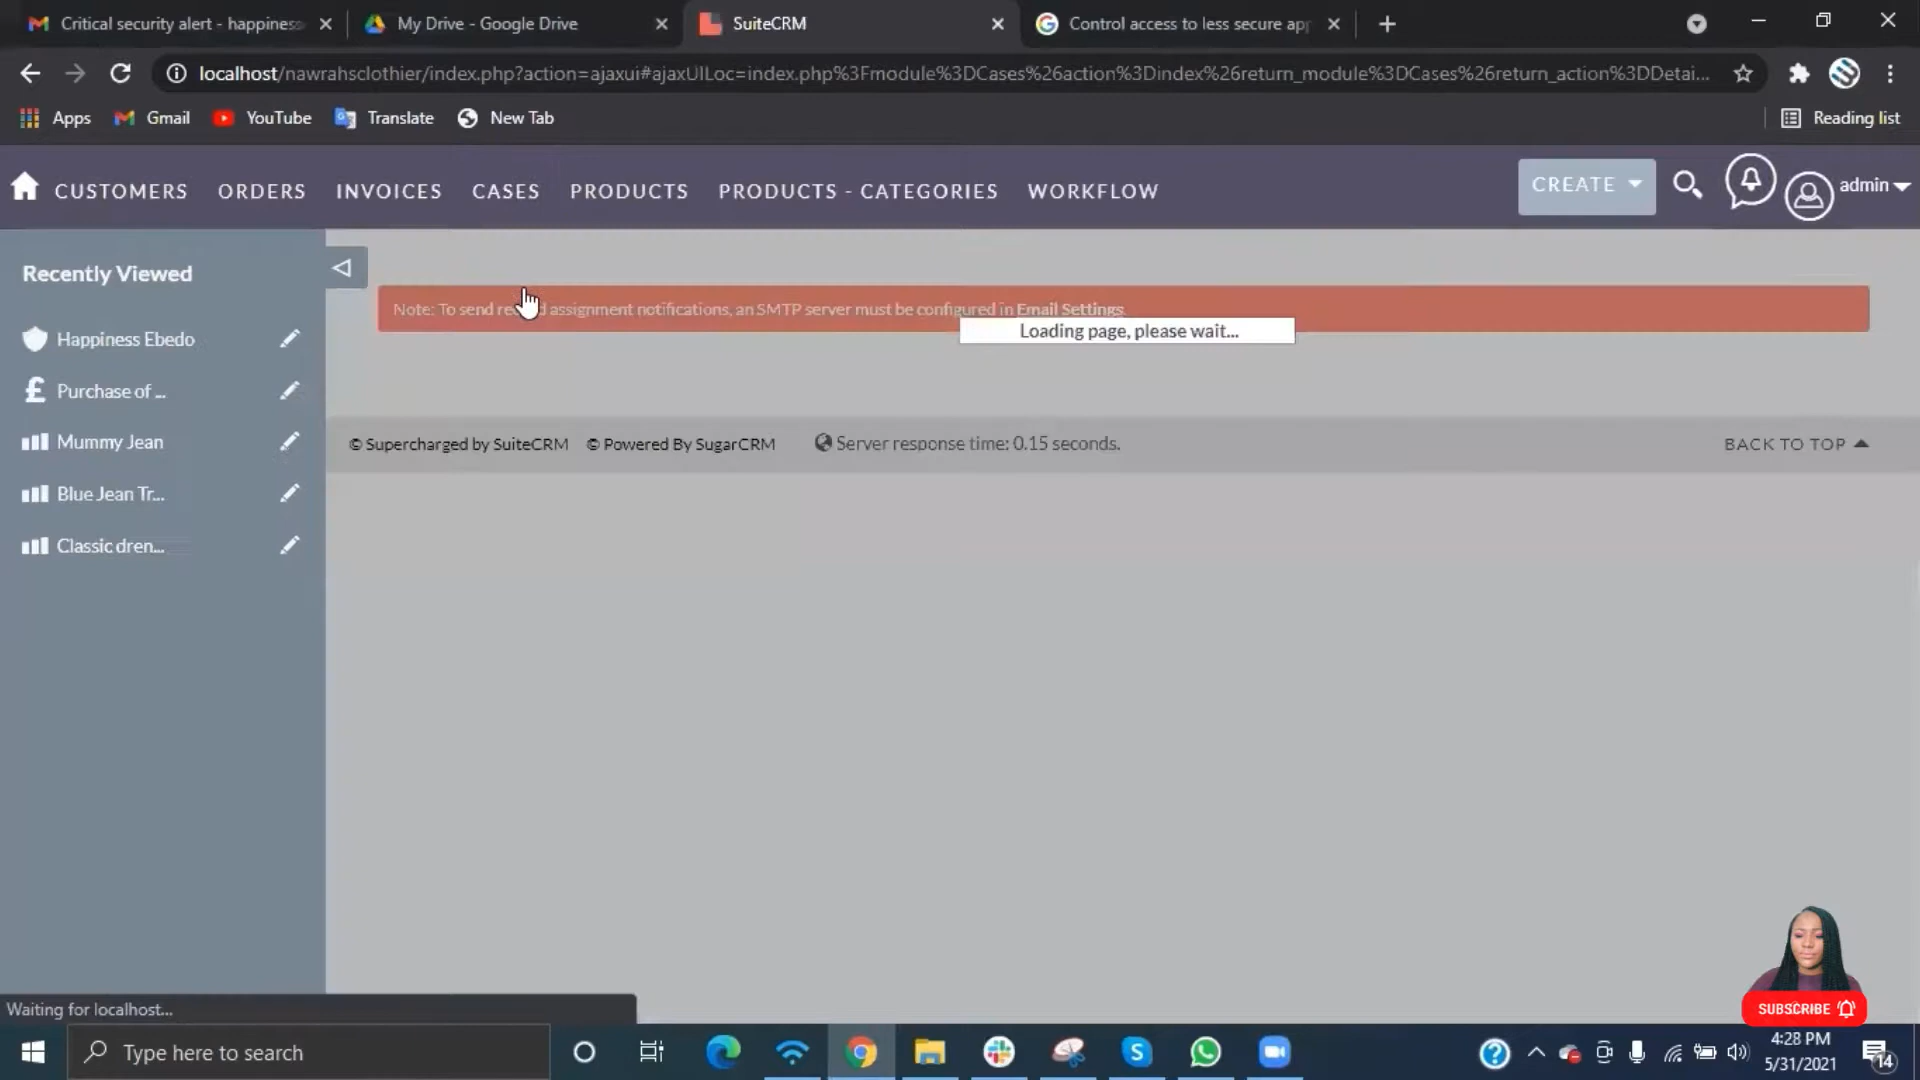 Critical security alert - happiness
My Drive - Google Drive
SuiteCRM
Control access to less secure app
localhost/nawrahsclothier/index.php?action=ajaxui#ajaxUILoc=index.php%3Fmodule%3DCases%26action%3Dindex%26return_module%3DCases%26return_action%3DDetai...
Apps
Gmail
YouTube
Translate
New Tab
Reading list
CUSTOMERS
ORDERS
INVOICES
CASES
PRODUCTS
PRODUCTS - CATEGORIES
WORKFLOW
CREATE
admin
Recently Viewed
Happiness Ebedo
Purchase of ...
Mummy Jean
Blue Jean Tr...
Classic dren...
Note: To send record assignment notifications, an SMTP server must be configured in Email Settings.
Loading page, please wait...
© Supercharged by SuiteCRM
© Powered By SugarCRM
Server response time: 0.15 seconds.
BACK TO TOP
Waiting for localhost...
SUBSCRIBE
Type here to search
4:28 PM
5/31/2021
14